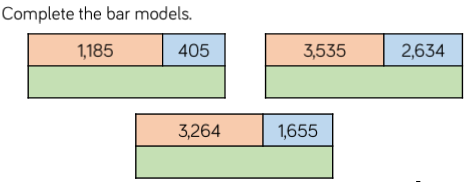 Complete the bar models.
1,185 405 3,535 2,634
3,264 1,655